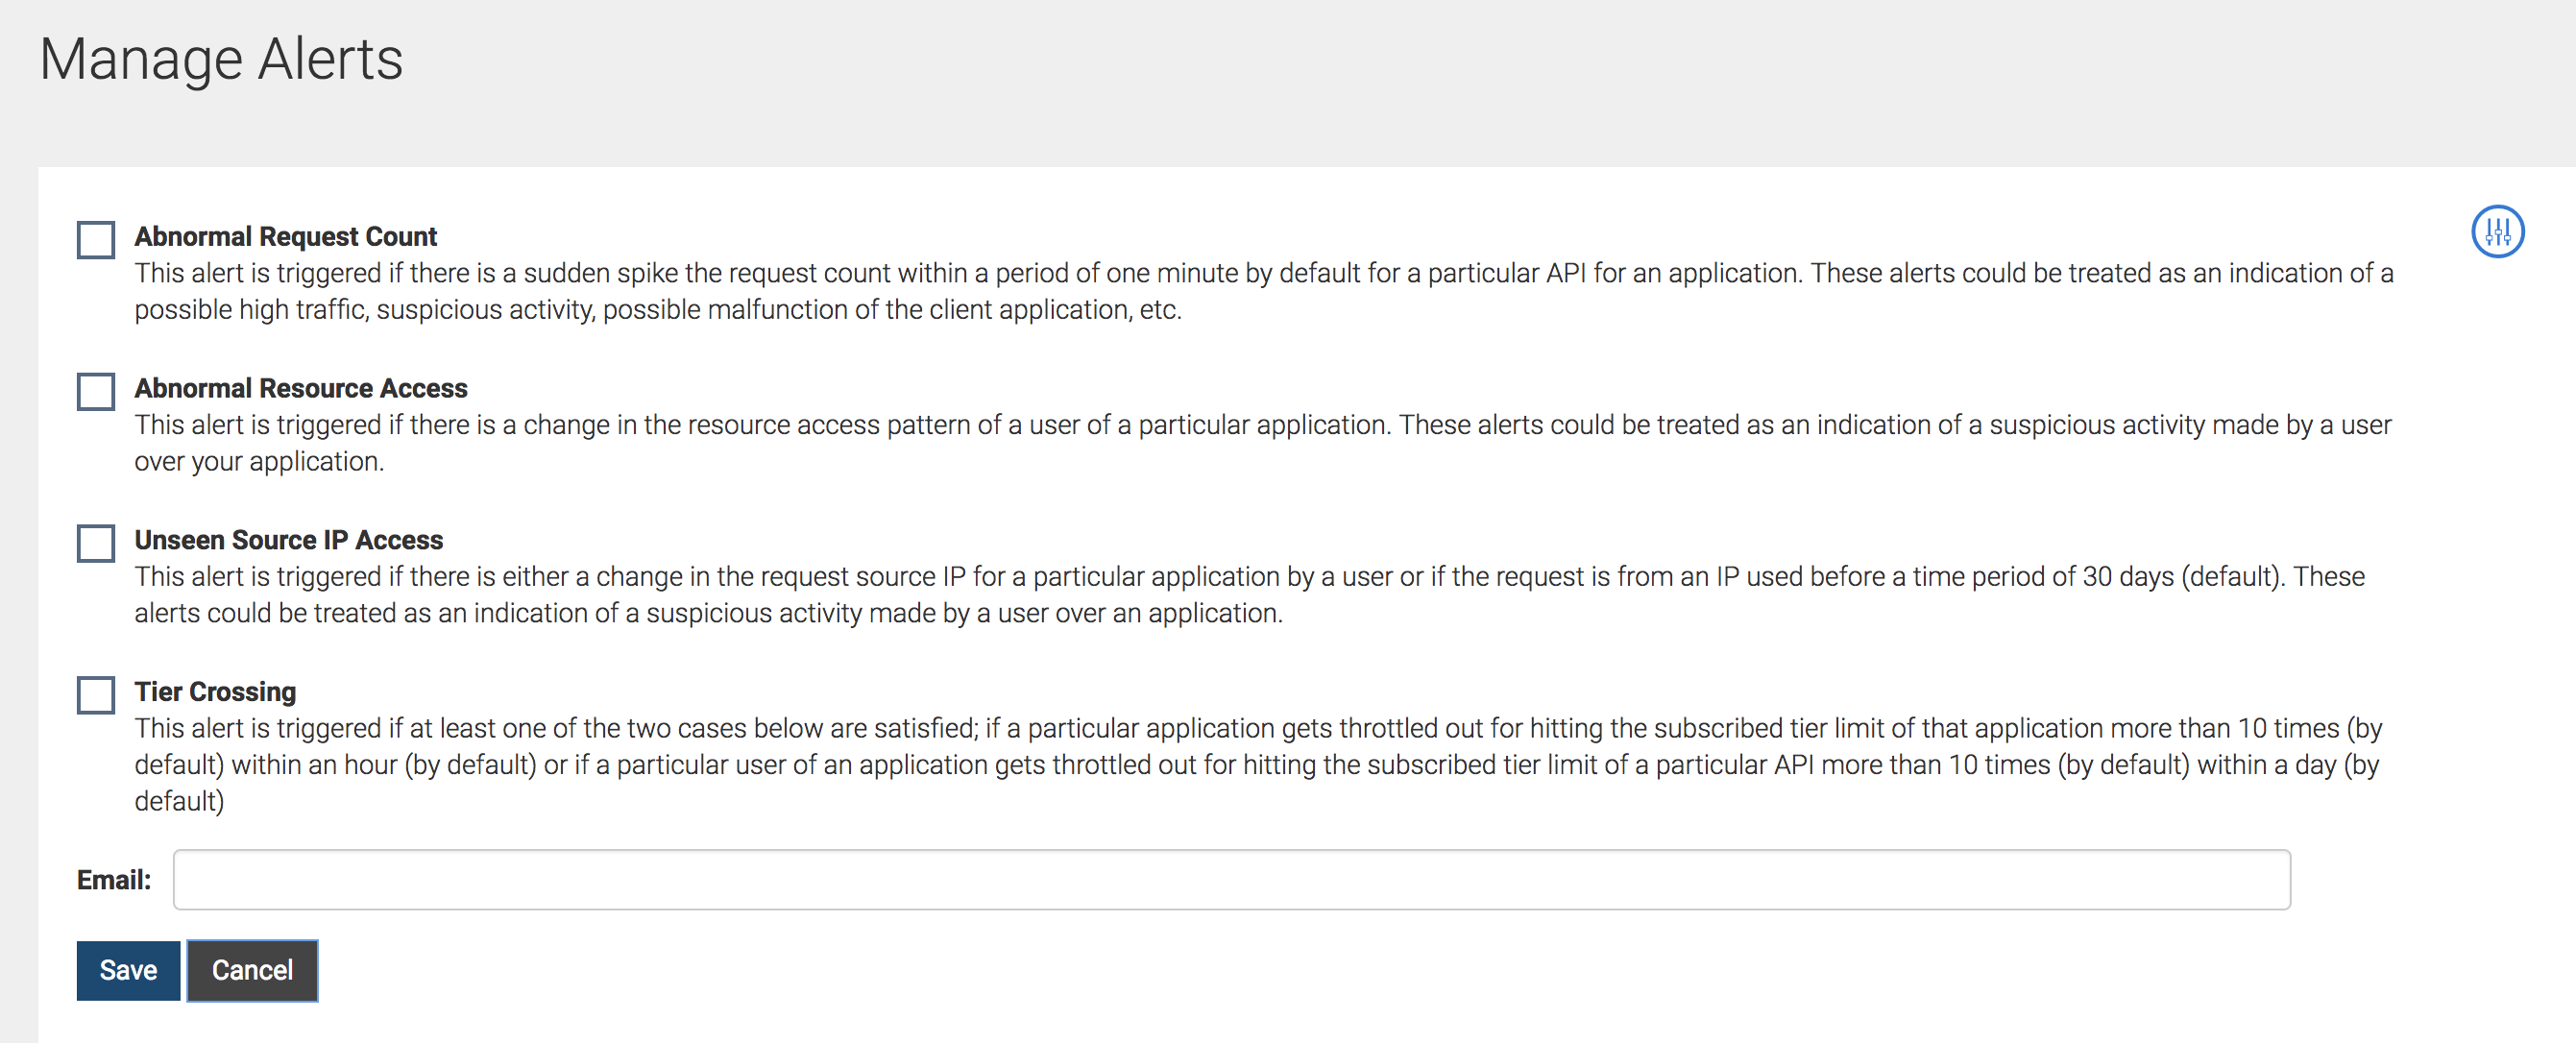 Manage Alerts
Abnormal Request Count
This alert is triggered if there is a sudden spike the request count within a period of one minute by default for a particular API for an application. These alerts could be treated as an indication of a
possible high traffic, suspicious activity, possible malfunction of the client application, etc.
Abnormal Resource Access
This alert is triggered if there is a change in the resource access pattern of a user of a particular application. These alerts could be treated as an indication of a suspicious activity made by a user
over your application.
Unseen Source IP Access
This alert is triggered if there is either a change in the request source IP for a particular application by a user or if the request is from an IP used before a time period of 30 days (default). These
alerts could be treated as an indication of a suspicious activity made by a user over an application.
Tier Crossing
This alert is triggered if at least one of the two cases below are satisfied; if a particular application gets throttled out for hitting the subscribed tier limit of that application more than 10 times (by
default) within an hour (by default) or if a particular user of an application gets throttled out for hitting the subscribed tier limit of a particular API more than 10 times (by default) within a day (by
default)
Email:
Save Cancel